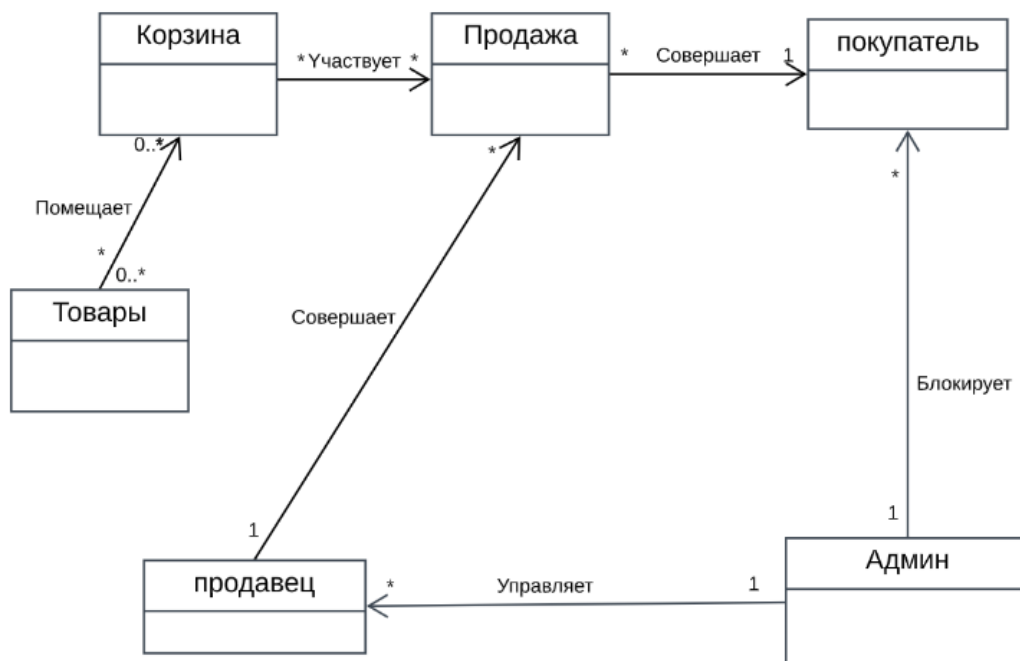 Корзина
* Участвует *
Продажа
* Совершает 1
покупатель
0..*
Помещает
*
0..*
Товары
*
Совершает
1
продавец
*
Блокирует
1
Админ
* Управляет 1